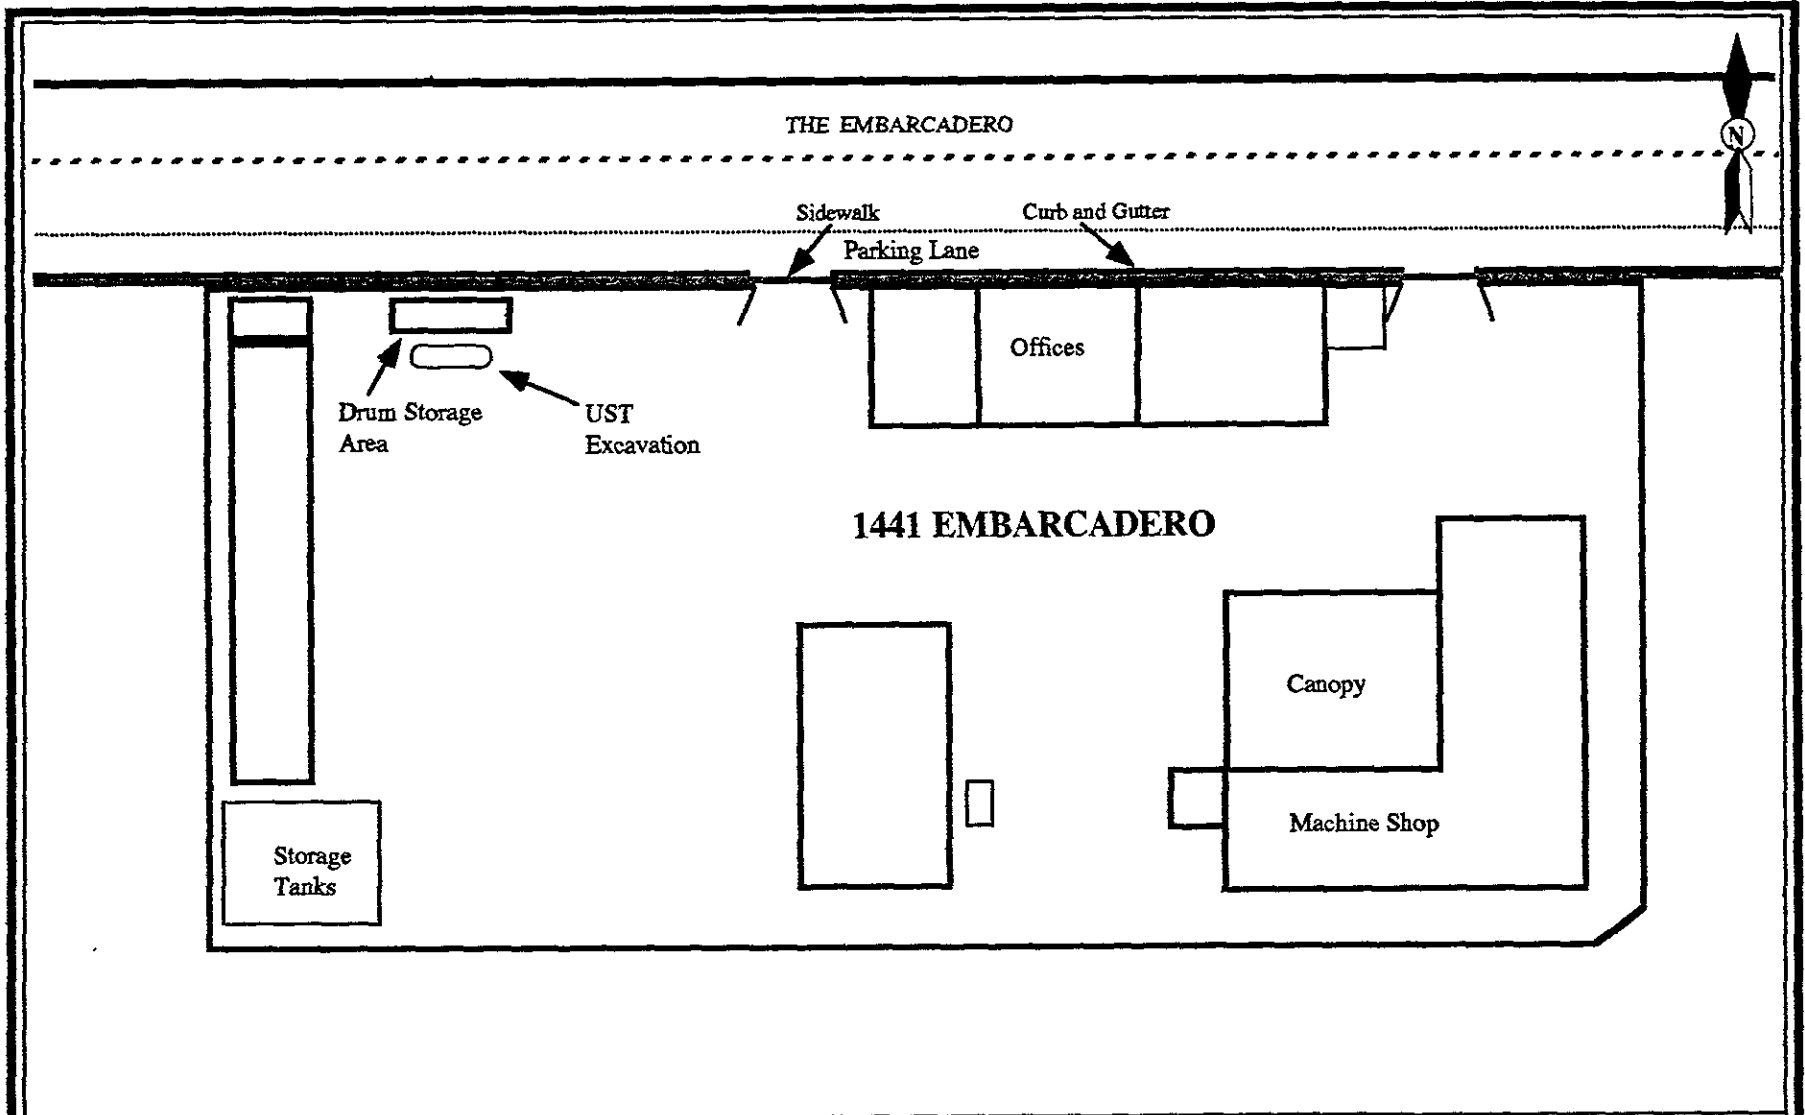 THE EMBARCADERO
N
Sidewalk
Curb and Gutter
Parking Lane
Offices
Drum Storage
Area
UST
Excavation
1441 EMBARCADERO
Canopy
Machine Shop
Storage
Tanks